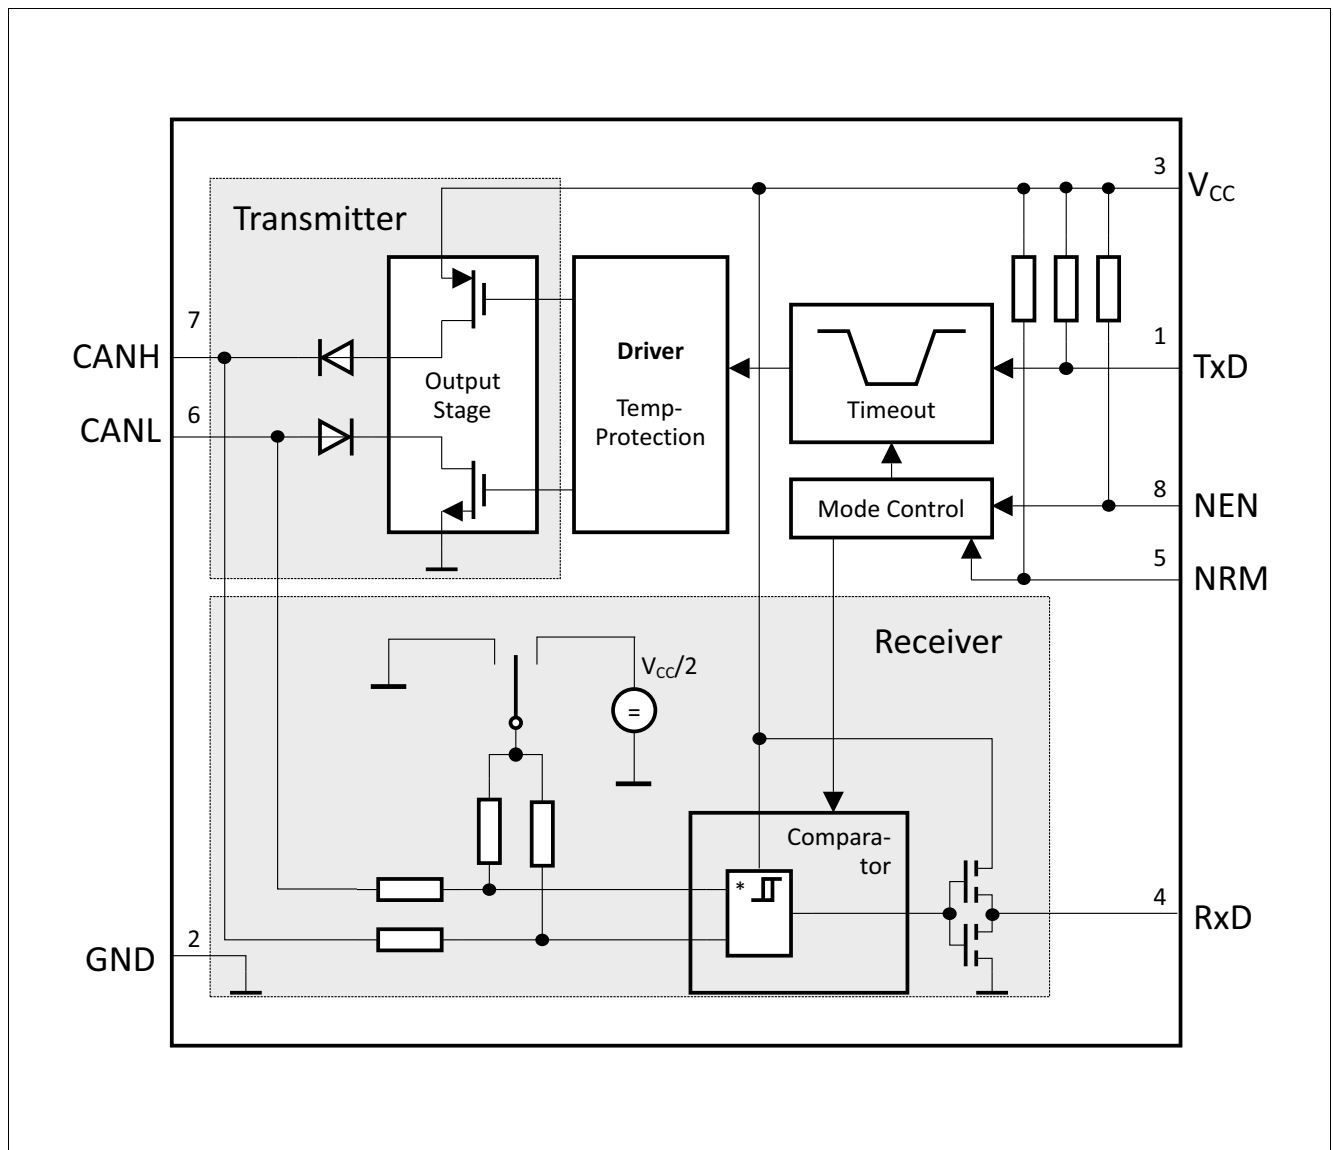 3
VCC
Transmitter
7
CANH
Driver
1
TxD
Output
Stage
Temp-
Protection
Timeout
6
CANL
8
NEN
Mode Control
5
NRM
Receiver
VCC/2
=
Compara-
tor
*
4
RxD
2
GND